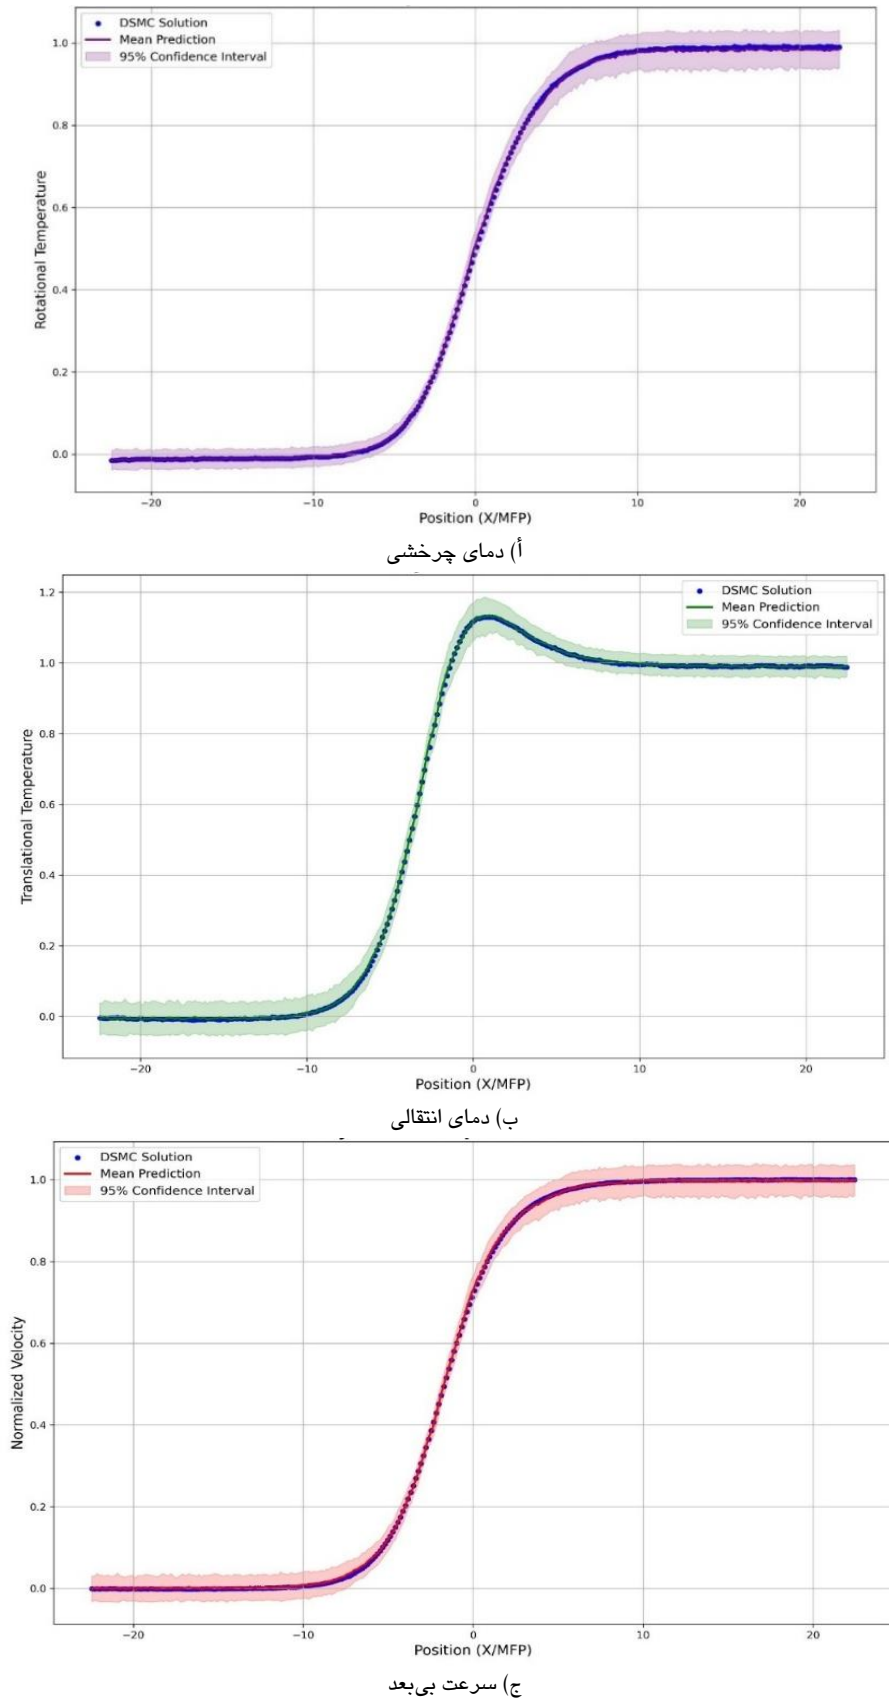 DSMC Solution
Mean Prediction
95% Confidence Interval
1.0
0.8
0.6
0.4
0.2
0.0
Rotational Temperature
−20
−10
0
10
20
Position (X/MFP)
أ) دمای چرخشی
DSMC Solution
Mean Prediction
95% Confidence Interval
1.2
1.0
0.8
0.6
0.4
0.2
0.0
Translational Temperature
−20
−10
0
10
20
Position (X/MFP)
ب) دمای انتقالی
DSMC Solution
Mean Prediction
95% Confidence Interval
1.0
0.8
0.6
0.4
0.2
0.0
Normalized Velocity
−20
−10
0
10
20
Position (X/MFP)
ج) سرعت بی‌بعد